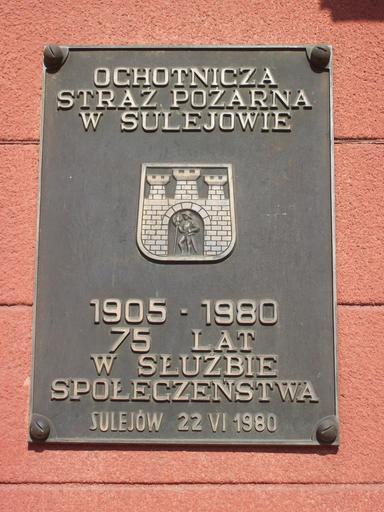 OCHOTNICZA
STRAŻ POŻARNA
W SULEJOWIE
1905 - 1980
75 LAT
W SŁUŻBIE
SPOŁECZEŃSTWA
SULEJÓW 22 VI 1980